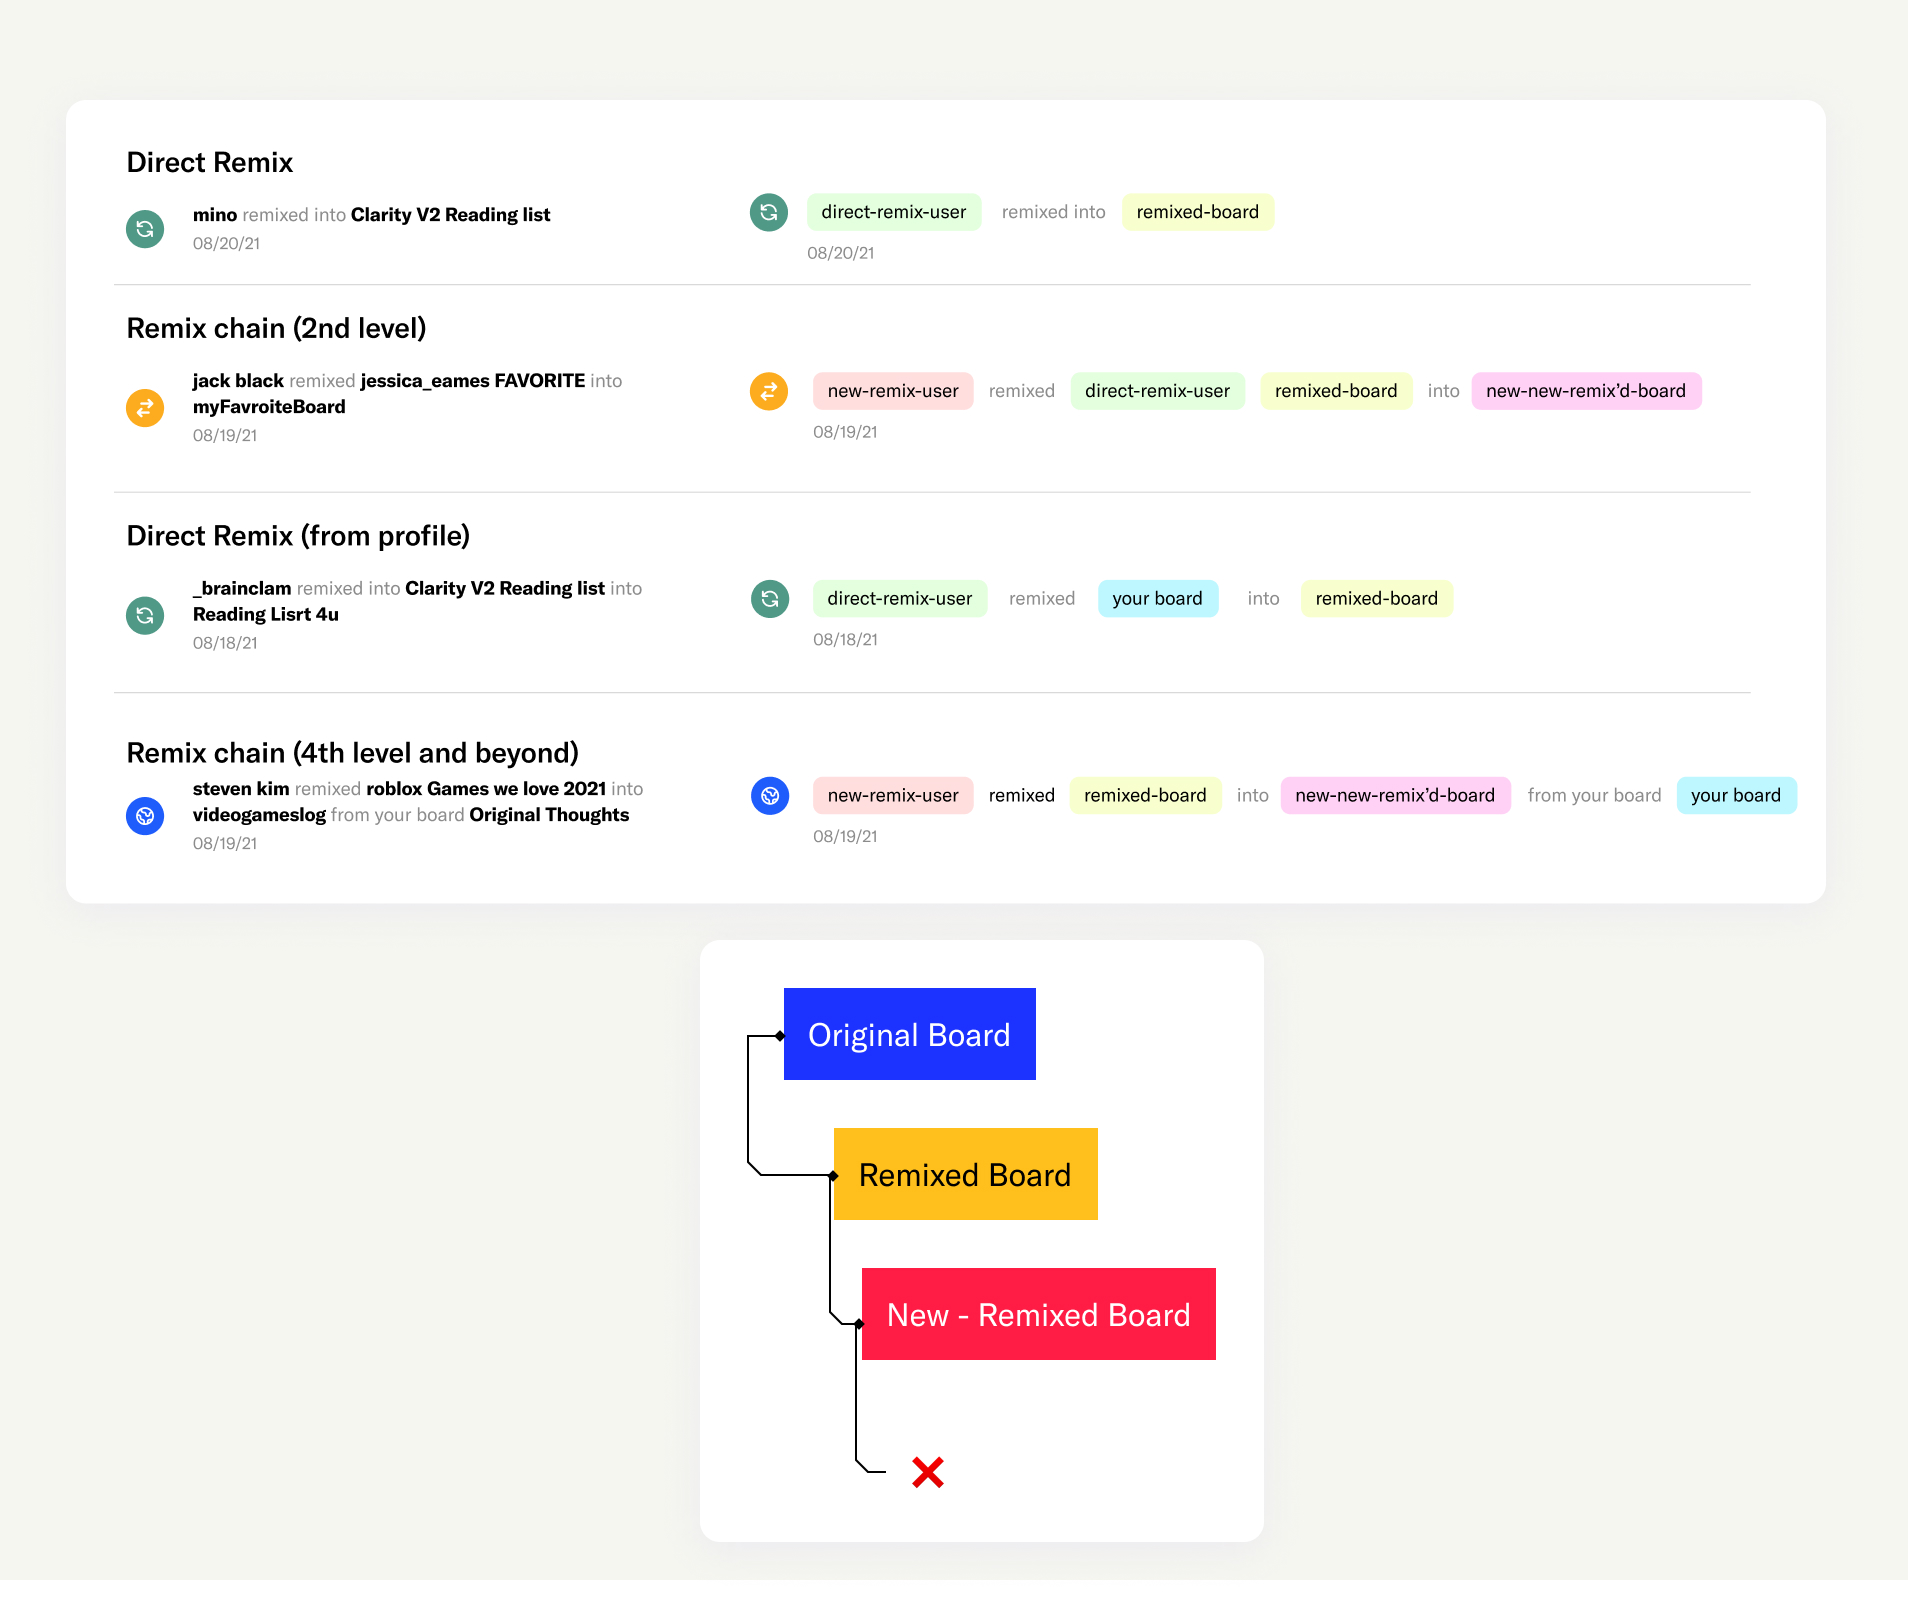 Direct Remix
mino remixed into Clarity V2 Reading list
08/20/21
direct-remix-user remixed into remixed-board
08/20/21
Remix chain (2nd level)
jack black remixed jessica_eames FAVORITE into
myFavroiteBoard
08/19/21
new-remix-user remixed direct-remix-user remixed-board into new-new-remix’d-board
08/19/21
Direct Remix (from profile)
_brainclam remixed into Clarity V2 Reading list into
Reading Lisrt 4u
08/18/21
direct-remix-user remixed your board into remixed-board
08/18/21
Remix chain (4th level and beyond)
steven kim remixed roblox Games we love 2021 into
videogameslog from your board Original Thoughts
08/19/21
new-remix-user remixed remixed-board into new-new-remix’d-board from your board your board
08/19/21
Original Board
Remixed Board
New - Remixed Board